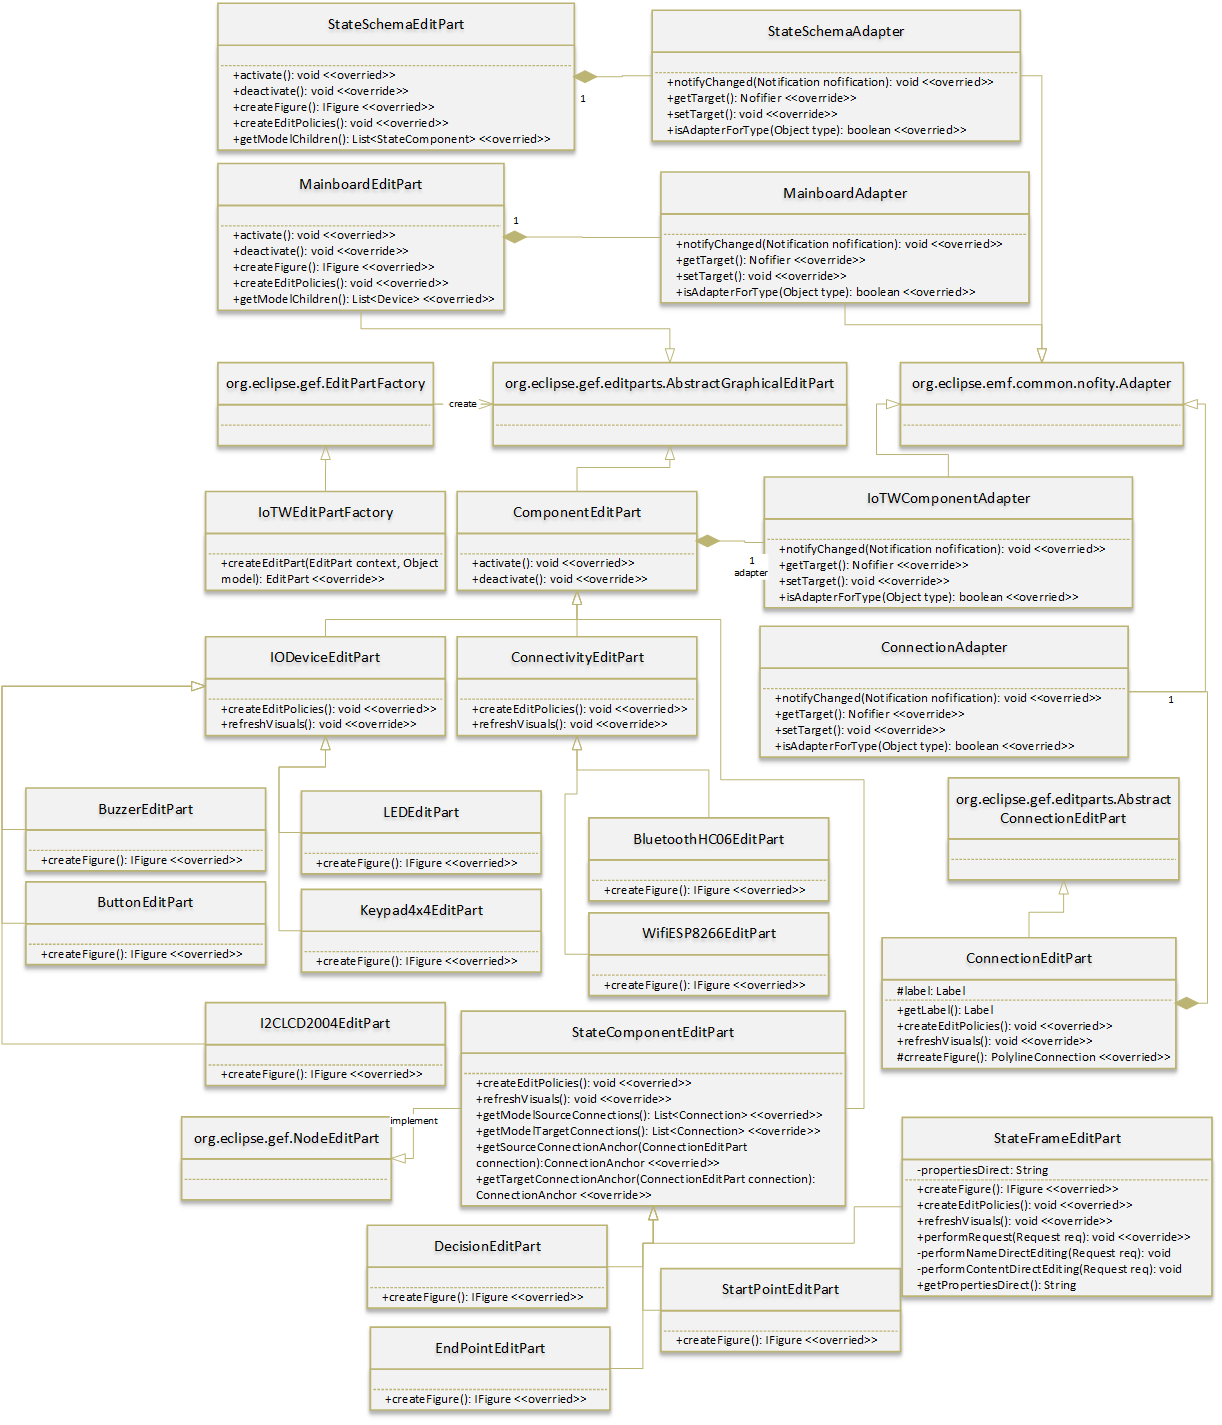 StateSchemaEditPart
+activate(): void <<overried>>
+deactive(): void <<override>>
+createFigure(): IFigure <<overried>>
+createEditPolicies(): void <<overried>>
+getModelChildren(): List<StateComponent> <<overried>>
1
StateSchemaAdapter
+notifyChanged(Notification nofification): void <<overried>>
+getTarget(): Nofifier <<override>>
+setTarget(): void <<override>>
+isAdapterForType(Object type): boolean <<overried>>
MainboardEditPart
+activate(): void <<overried>>
+deactive(): void <<override>>
+createFigure(): IFigure <<overried>>
+createEditPolicies(): void <<overried>>
+getModelChildren(): List<Device> <<overried>>
1
MainboardAdapter
+notifyChanged(Notification nofification): void <<overried>>
+getTarget(): Nofifier <<override>>
+setTarget(): void <<override>>
+isAdapterForType(Object type): boolean <<overried>>
org.eclipse.gef.EditPartFactory
create
org.eclipse.gef.editparts.AbstractGraphicalEditPart
org.eclipse.emf.common.nofity.Adapter
IoTWEditPartFactory
+createEditPart(EditPart context, Object
model): EditPart <<override>>
ComponentEditPart
+activate(): void <<overried>>
+deactive(): void <<override>>
1
adapter
IoTWComponentAdapter
+notifyChanged(Notification nofification): void <<overried>>
+getTarget(): Nofifier <<override>>
+setTarget(): void <<override>>
+isAdapterForType(Object type): boolean <<overried>>
IODeviceEditPart
+createEditPolicies(): void <<overried>>
+refreshVisuals(): void <<override>>
ConnectivityEditPart
+createEditPolicies(): void <<overried>>
+refreshVisuals(): void <<override>>
ConnectionAdapter
+notifyChanged(Notification nofification): void <<overried>>
+getTarget(): Nofifier <<override>>
+setTarget(): void <<override>>
+isAdapterForType(Object type): boolean <<overried>>
1
BuzzerEditPart
+createFigure(): IFigure <<overried>>
LEDEditPart
+createFigure(): IFigure <<overried>>
BluetoothHC06EditPart
+createFigure(): IFigure <<overried>>
org.eclipse.gef.editparts.Abstract
ConnectionEditPart
ButtonEditPart
+createFigure(): IFigure <<overried>>
Keypad4x4EditPart
+createFigure(): IFigure <<overried>>
WifiESP8266EditPart
+createFigure(): IFigure <<overried>>
ConnectionEditPart
#label: Label
+getLabel(): Label
+createEditPolicies(): void <<overried>>
+refreshVisuals(): void <<override>>
#crreateFigure(): PolylineConnection <<overried>>
I2CLCD2004EditPart
+createFigure(): IFigure <<overried>>
StateComponentEditPart
+createEditPolicies(): void <<overried>>
+refreshVisuals(): void <<override>>
+getModelSourceConnections(): List<Connection> <<overried>>
+getModelTargetConnections(): List<Connection> <<override>>
+getSourceConnectionAnchor(ConnectionEditPart
connection):ConnectionAnchor <<overried>>
+getTargetConnectionAnchor(ConnectionEditPart connection):
ConnectionAnchor <<override>>
implement
org.eclipse.gef.NodeEditPart
StateFrameEditPart
-propertiesDirect: String
+createFigure(): IFigure <<overried>>
+createEditPolicies(): void <<overried>>
+refreshVisuals(): void <<override>>
+performRequest(Request req): void <<override>>
-performNameDirectEditing(Request req): void
-performContentDirectEditing(Request req): void
+getPropertiesDirect(): String
DecisionEditPart
+createFigure(): IFigure <<overried>>
StartPointEditPart
+createFigure(): IFigure <<overried>>
EndPointEditPart
+createFigure(): IFigure <<overried>>